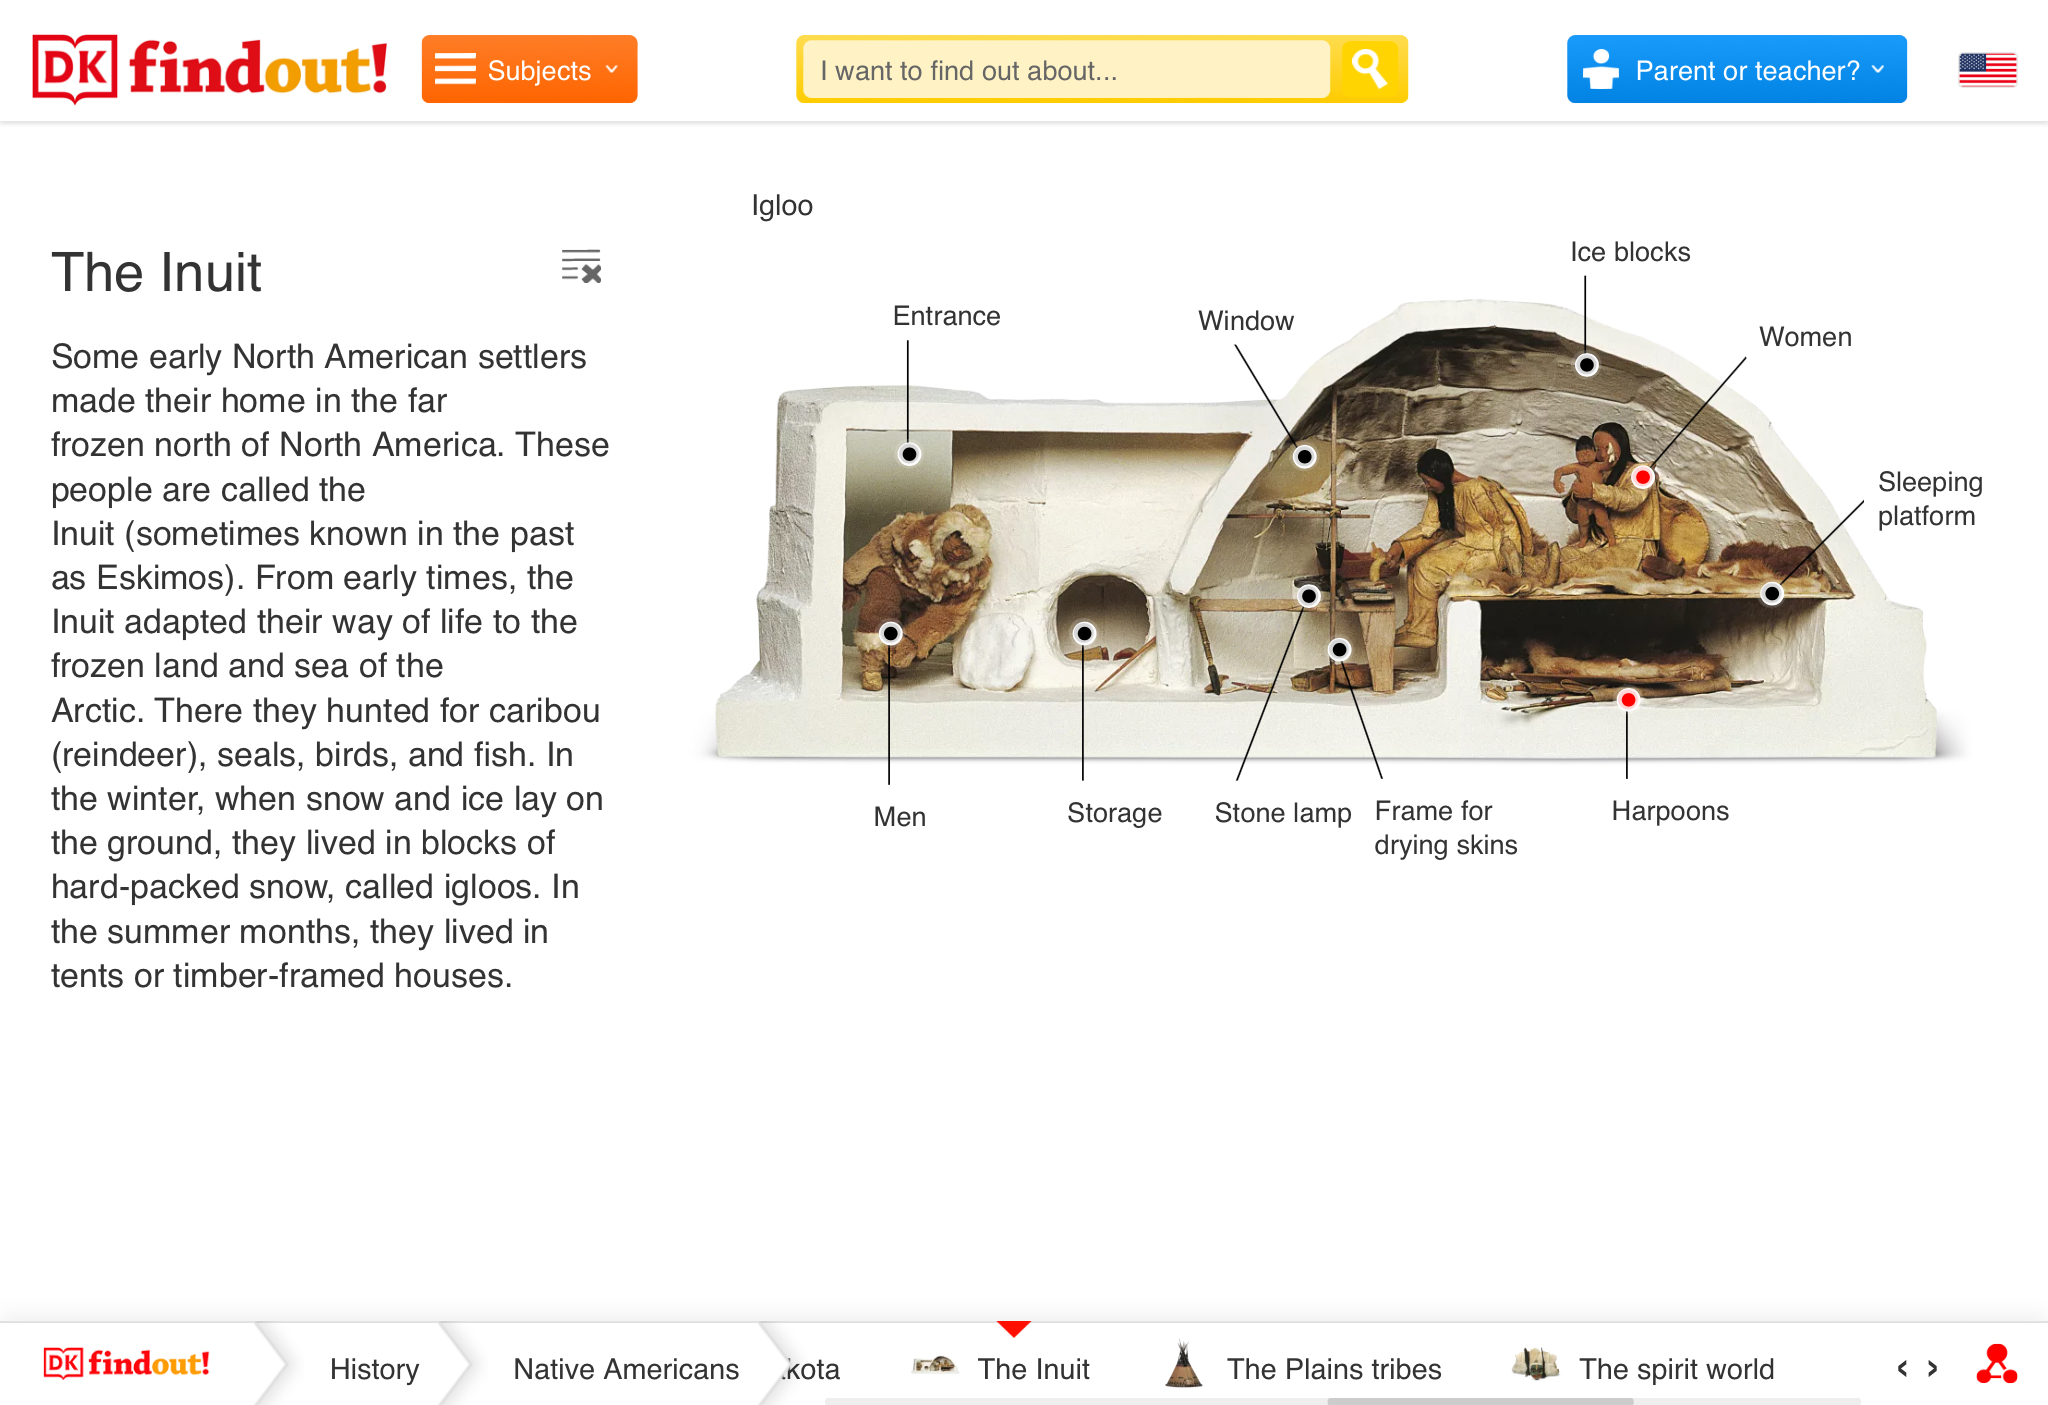 DK findout!
Subjects
I want to find out about...
Parent or teacher?
Igloo
The Inuit
Some early North American settlers
made their home in the far
frozen north of North America. These
people are called the
Inuit (sometimes known in the past
as Eskimos). From early times, the
Inuit adapted their way of life to the
frozen land and sea of the
Arctic. There they hunted for caribou
(reindeer), seals, birds, and fish. In
the winter, when snow and ice lay on
the ground, they lived in blocks of
hard-packed snow, called igloos. In
the summer months, they lived in
tents or timber-framed houses.
Ice blocks
Entrance
Window
Women
Sleeping
platform
Men
Storage
Stone lamp
Frame for
drying skins
Harpoons
DK findout!
History
Native Americans
kota
The Inuit
The Plains tribes
The spirit world